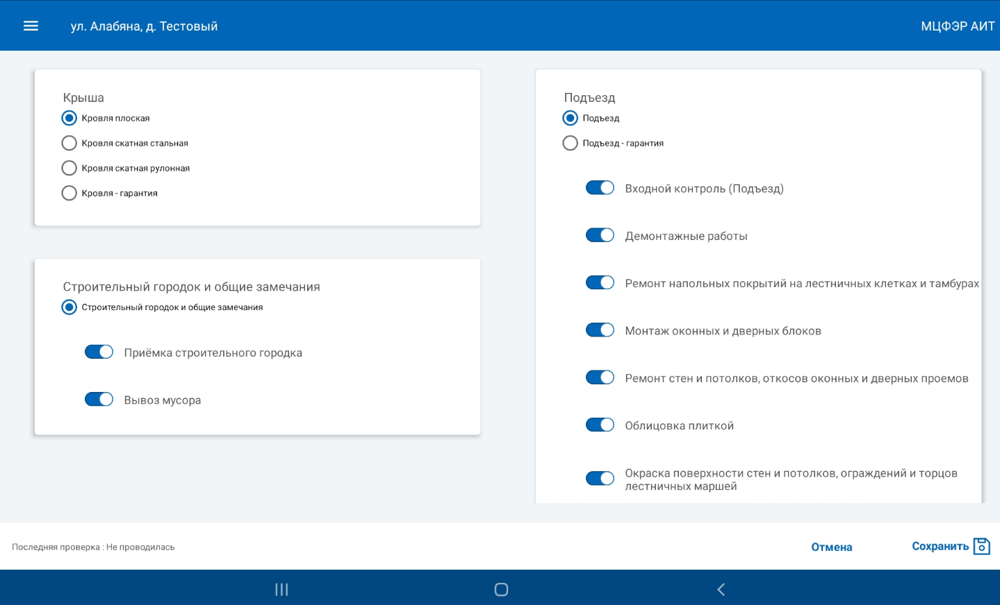 ул. Алабяна, д. Тестовый
МЦФЭР АИТ
Крыша
Кровля плоская
Кровля скатная стальная
Кровля скатная рулонная
Кровля - гарантия
Строительный городок и общие замечания
Строительный городок и общие замечания
Приёмка строительного городка
Вывоз мусора
Подъезд
Подъезд
Подъезд - гарантия
Входной контроль (Подъезд)
Демонтажные работы
Ремонт напольных покрытий на лестничных клетках и тамбурах
Монтаж оконных и дверных блоков
Ремонт стен и потолков, откосов оконных и дверных проемов
Облицовка плиткой
Окраска поверхности стен и потолков, ограждений и торцов
лестничных маршей
Последняя проверка : Не проводилась
Отмена
Сохранить